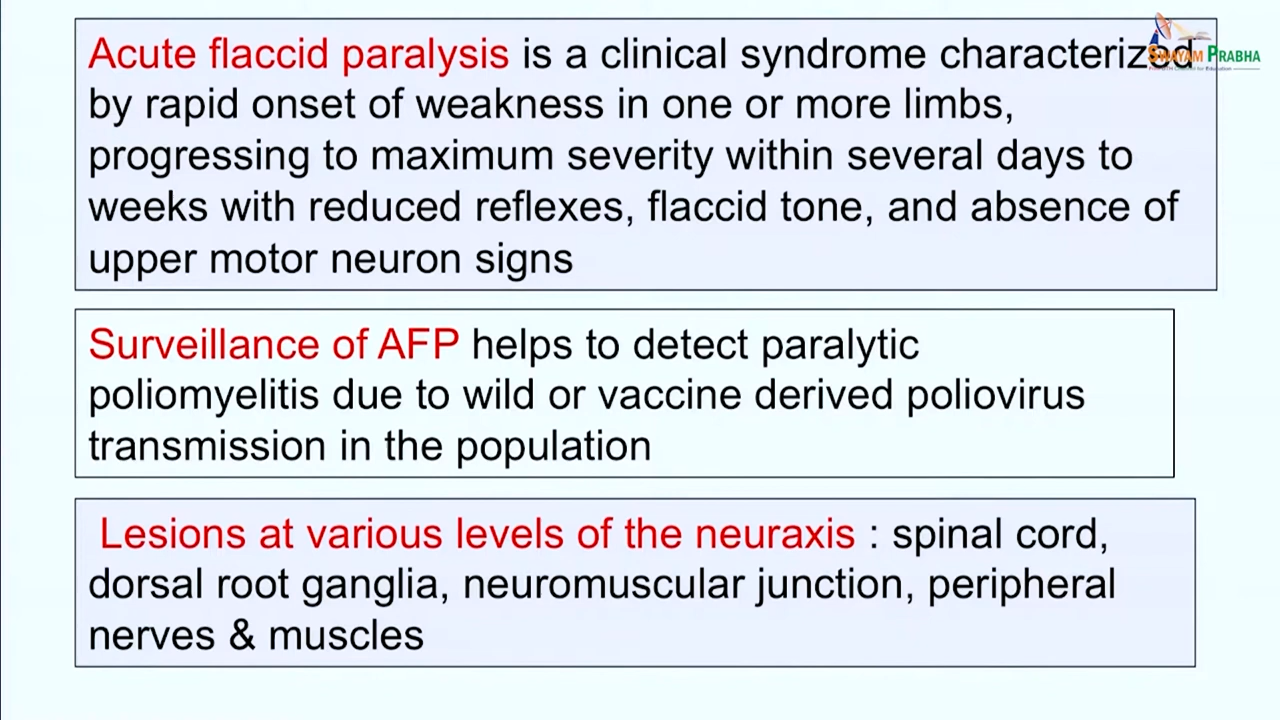 Acute flaccid paralysis is a clinical syndrome characterized
by rapid onset of weakness in one or more limbs,
progressing to maximum severity within several days to
weeks with reduced reflexes, flaccid tone, and absence of
upper motor neuron signs
SWAYAM PRABHA
Surveillance of AFP helps to detect paralytic
poliomyelitis due to wild or vaccine derived poliovirus
transmission in the population
Lesions at various levels of the neuraxis : spinal cord,
dorsal root ganglia, neuromuscular junction, peripheral
nerves & muscles